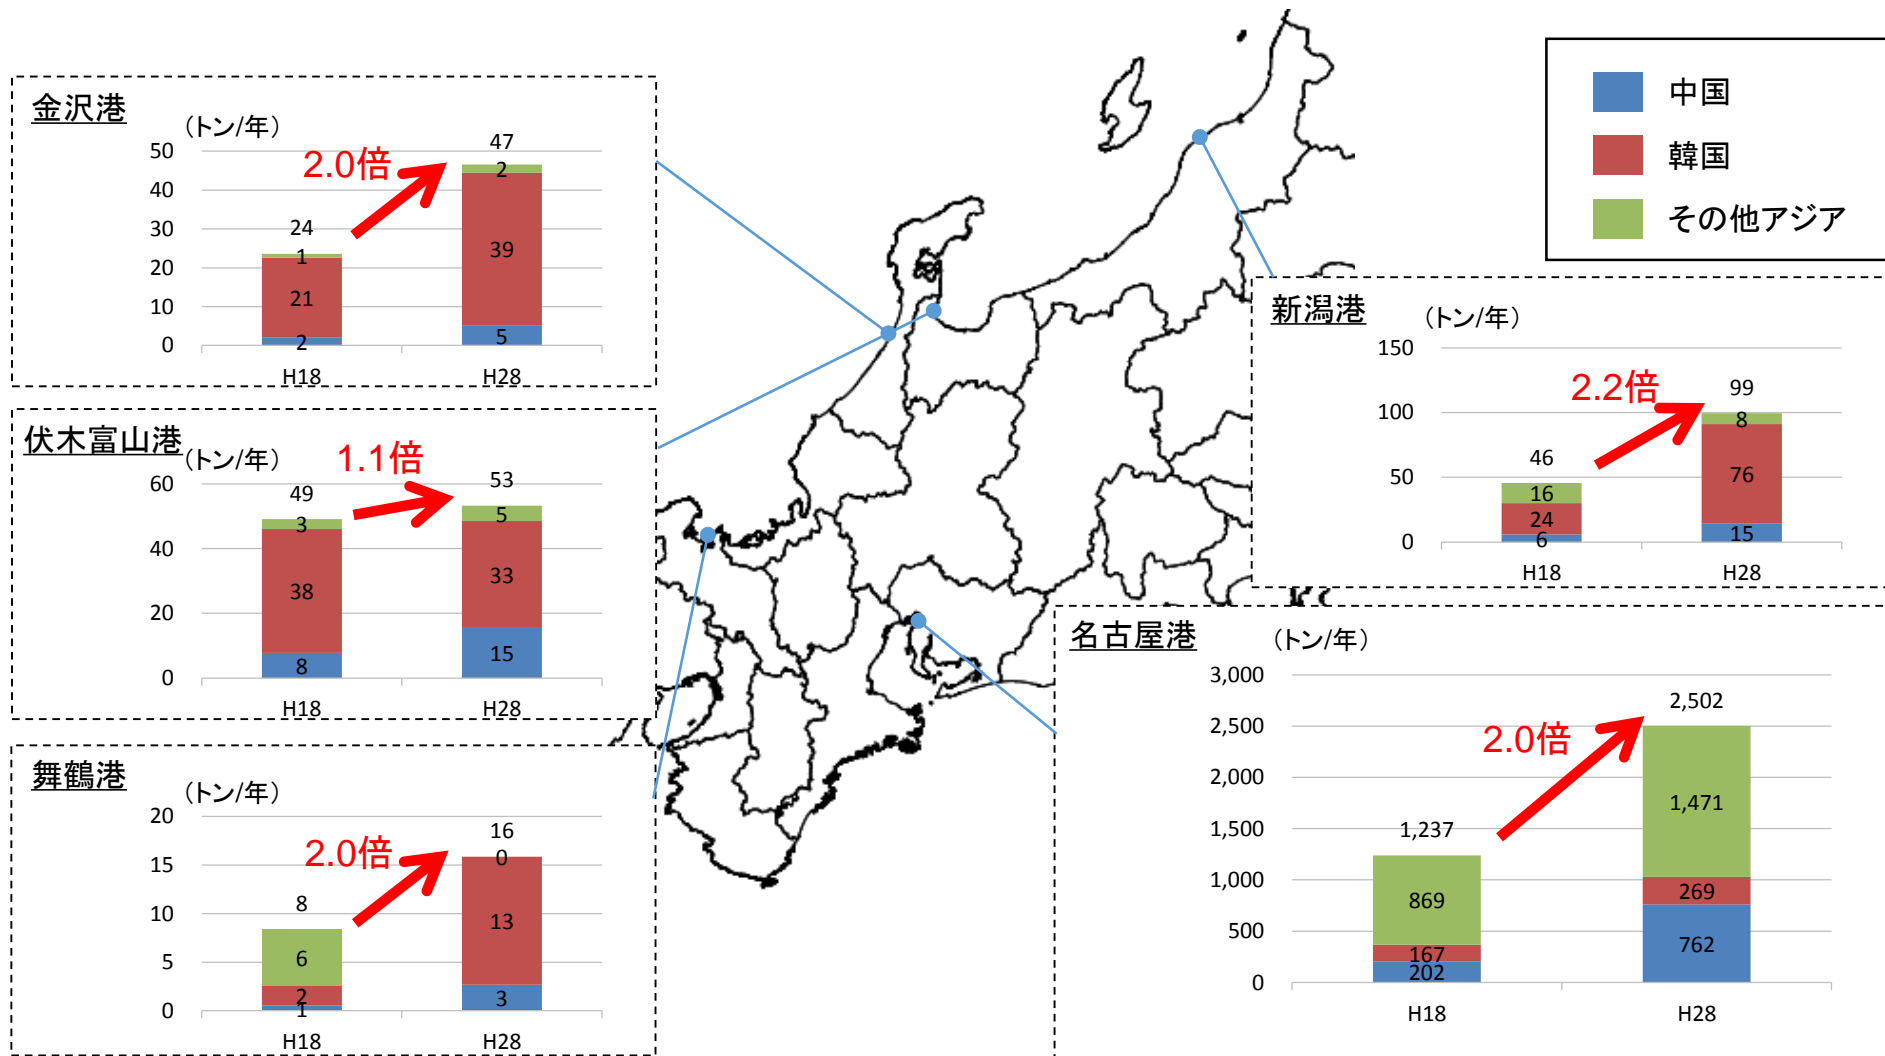 金沢港
(トン/年)
50
40
30
20
10
0
24
1
21
2
2.0倍
47
2
39
5
H18
H28
伏木富山港
(トン/年)
60
40
20
0
49
3
38
8
1.1倍
53
5
33
15
H18
H28
舞鶴港
(トン/年)
20
15
10
5
0
8
6
2
1
2.0倍
16
0
13
3
H18
H28
中国
韓国
その他アジア
新潟港
(トン/年)
150
100
50
0
46
16
24
6
2.2倍
99
8
76
15
H18
H28
名古屋港
(トン/年)
3,000
2,500
2,000
1,500
1,000
500
0
1,237
869
167
202
2.0倍
2,502
1,471
269
762
H18
H28